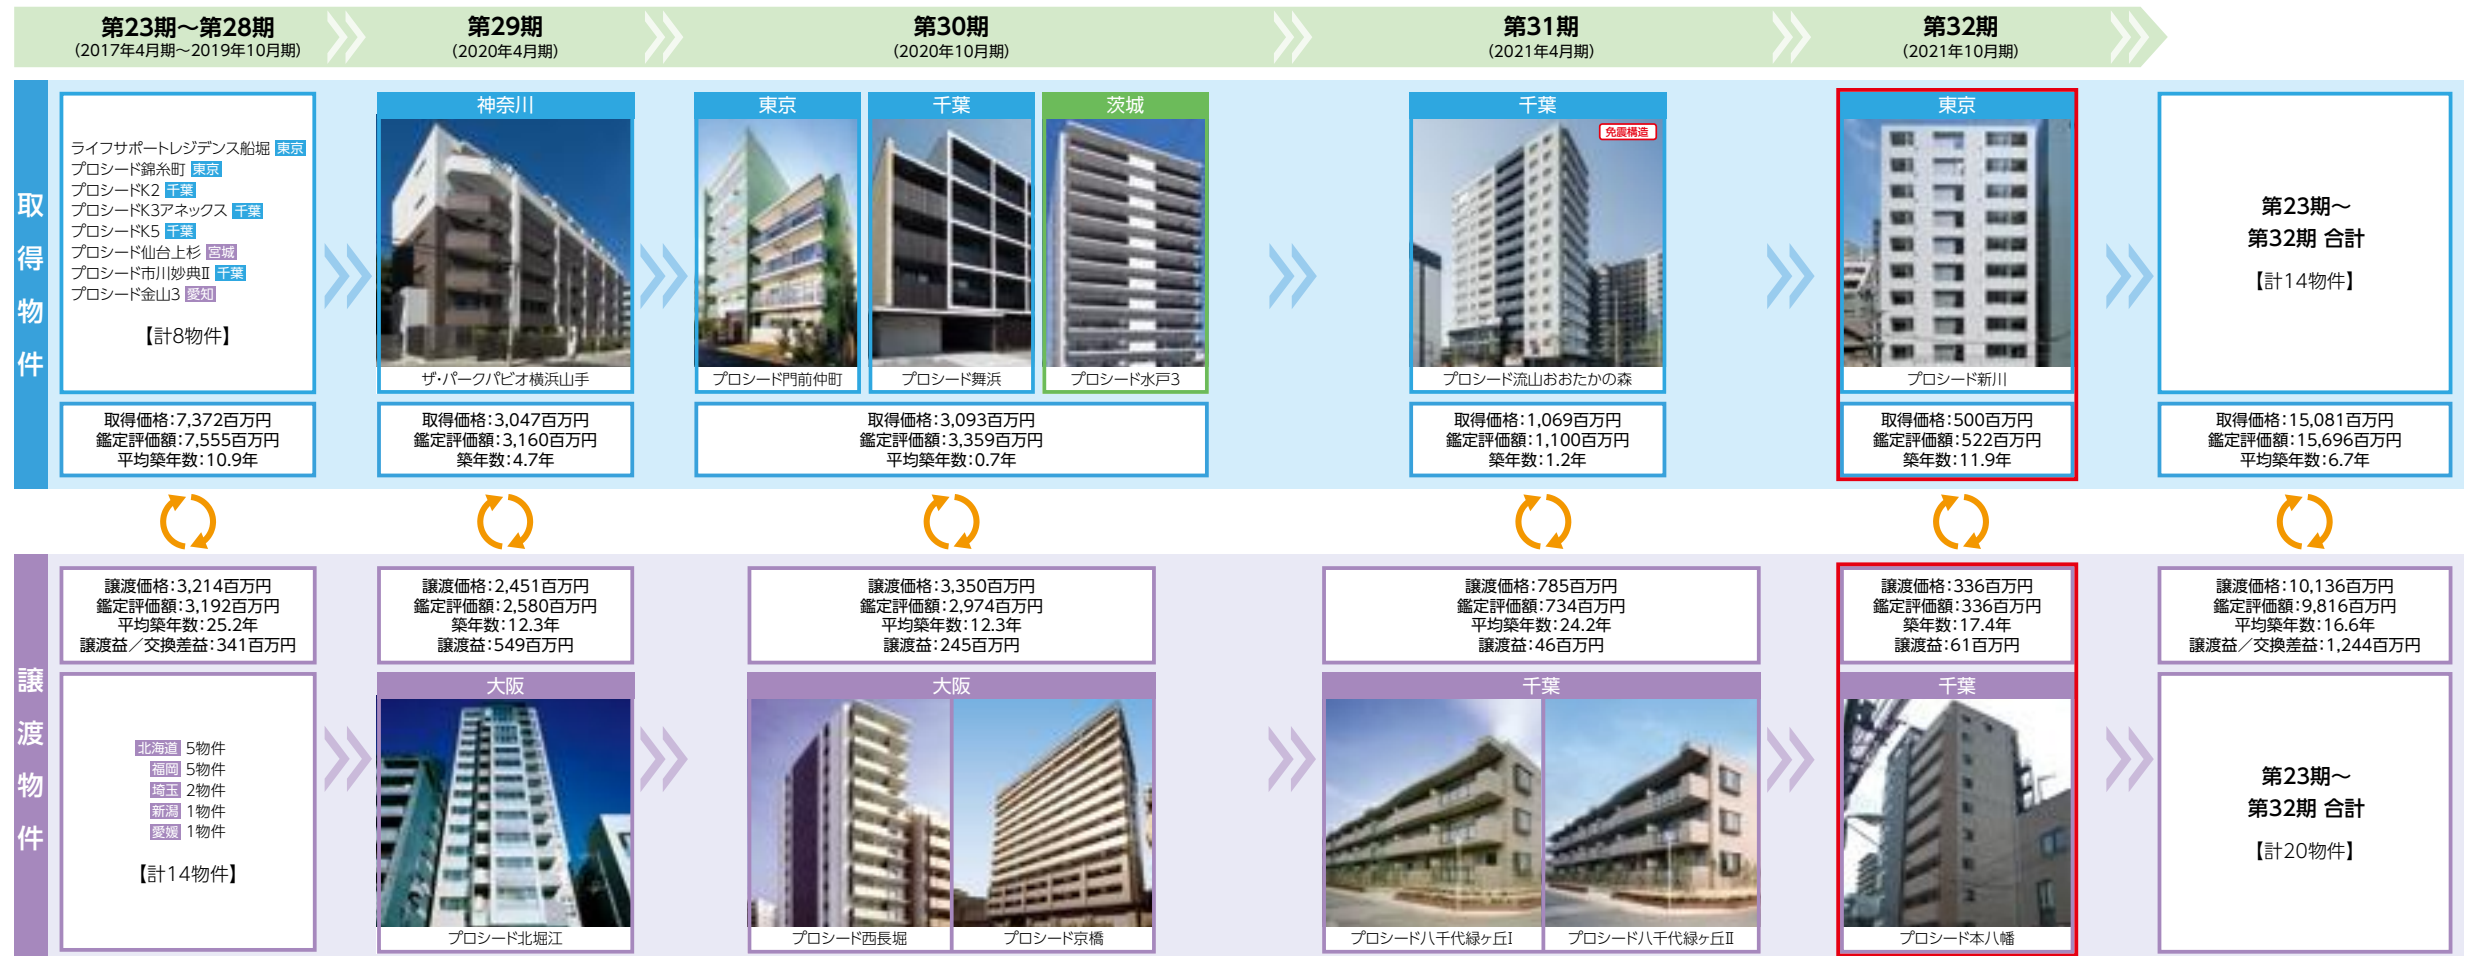 第23期～第28期
（2017年4月期～2019年10月期）
第29期
（2020年4月期）
第30期
（2020年10月期）
第31期
（2021年4月期）
第32期
（2021年10月期）
取得物件
ライフサポートレジデンス船堀 東京
プロシード錦糸町 東京
プロシードK2 千葉
プロシードK3アネックス 千葉
プロシードK5 千葉
プロシード仙台上杉 宮城
プロシード市川妙典Ⅱ 千葉
プロシード金山3 愛知
【計8物件】
取得価格：7,372百万円
鑑定評価額：7,555百万円
平均築年数：10.9年
神奈川
ザ・パークパビオ横浜山手
取得価格：3,047百万円
鑑定評価額：3,160百万円
築年数：4.7年
東京
プロシード門前仲町
千葉
プロシード舞浜
茨城
プロシード水戸3
取得価格：3,093百万円
鑑定評価額：3,359百万円
平均築年数：0.7年
千葉
免震構造
プロシード流山おおたかの森
取得価格：1,069百万円
鑑定評価額：1,100百万円
築年数：1.2年
東京
プロシード新川
取得価格：500百万円
鑑定評価額：522百万円
築年数：11.9年
第23期～
第32期 合計
【計14物件】
取得価格：15,081百万円
鑑定評価額：15,696百万円
平均築年数：6.7年
譲渡物件
譲渡価格：3,214百万円
鑑定評価額：3,192百万円
平均築年数：25.2年
譲渡益／交換差益：341百万円
北海道 5物件
福岡 5物件
埼玉 2物件
新潟 1物件
愛媛 1物件
【計14物件】
譲渡価格：2,451百万円
鑑定評価額：2,580百万円
築年数：12.3年
譲渡益：549百万円
大阪
プロシード北堀江
譲渡価格：3,350百万円
鑑定評価額：2,974百万円
平均築年数：12.3年
譲渡益：245百万円
大阪
プロシード西長堀
プロシード京橋
譲渡価格：785百万円
鑑定評価額：734百万円
平均築年数：24.2年
譲渡益：46百万円
千葉
プロシード八千代緑ヶ丘Ⅰ
プロシード八千代緑ヶ丘Ⅱ
譲渡価格：336百万円
鑑定評価額：336百万円
築年数：17.4年
譲渡益：61百万円
千葉
プロシード本八幡
譲渡価格：10,136百万円
鑑定評価額：9,816百万円
平均築年数：16.6年
譲渡益／交換差益：1,244百万円
第23期～
第32期 合計
【計20物件】